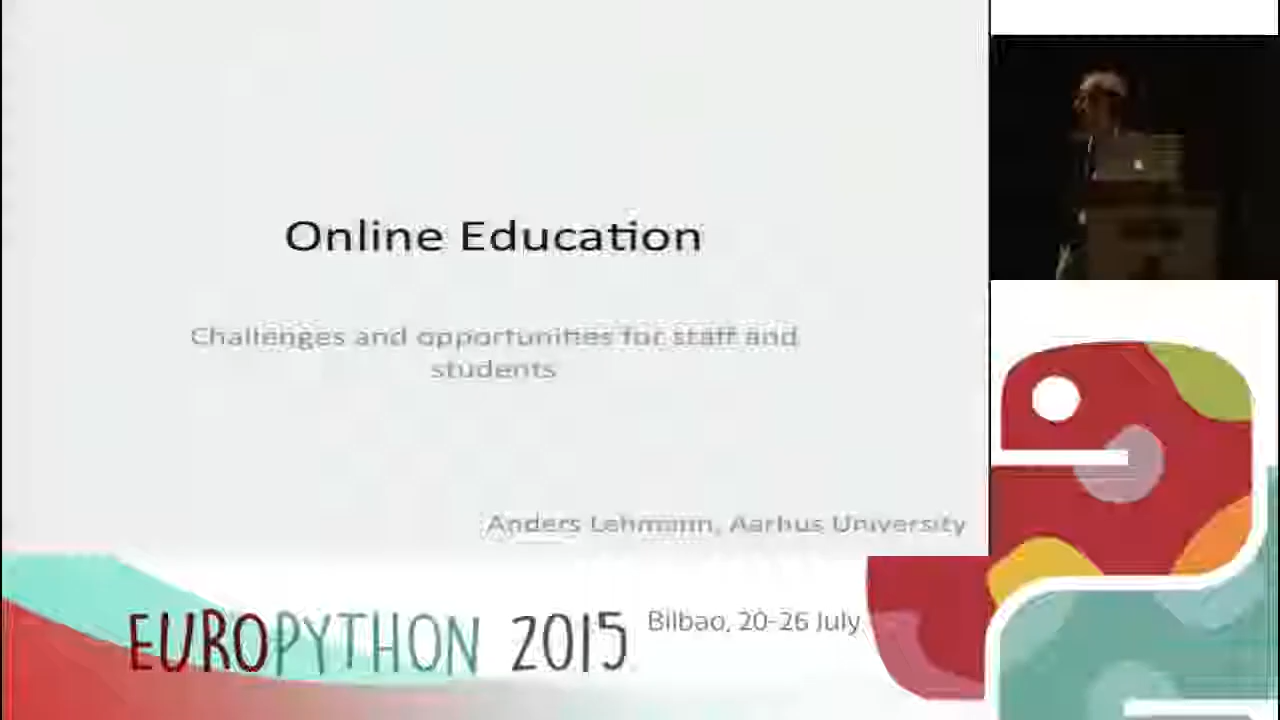 Online Education
Challenges and opportunities for staff and
students
Anders Lehmann, Aarhus University
EUROPYTHON 2015
Bilbao, 20-26 July